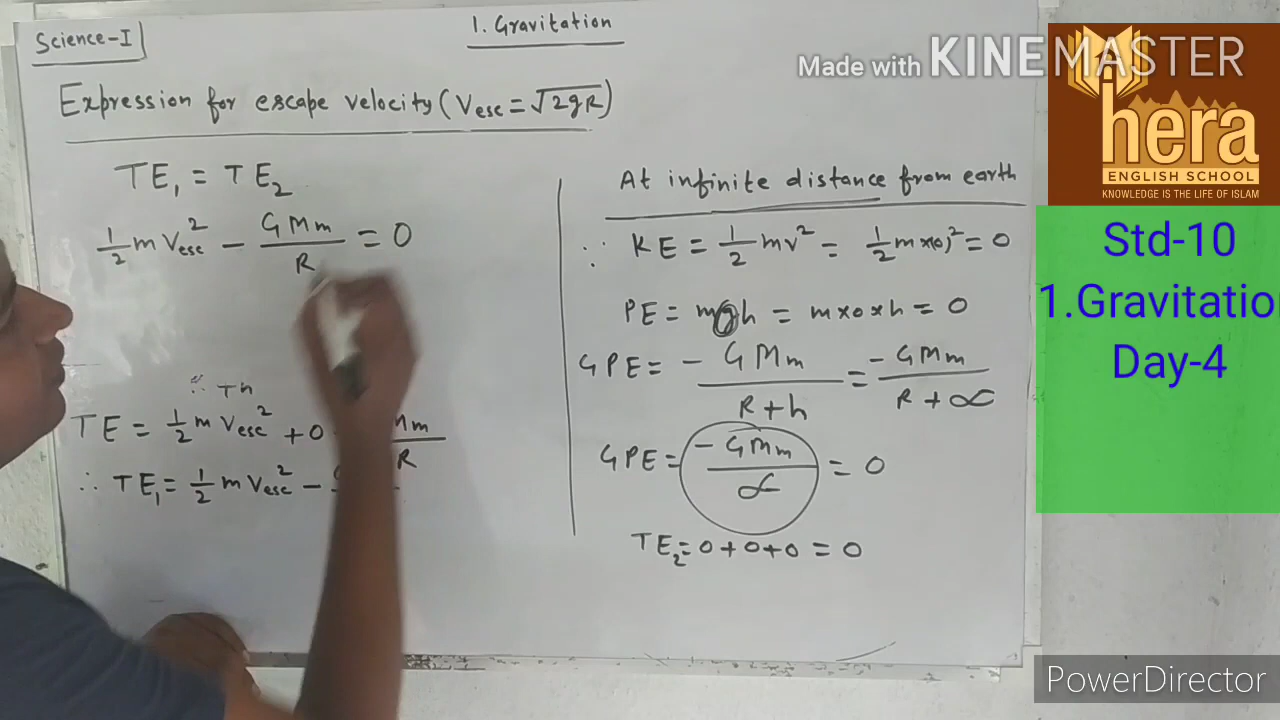 Science-I
1. Gravitation
Expression for escape velocity (Vesc = √2gR)
TE₁ = TE₂
½ m Vesc² - GMm/R = 0
∵ Th
TE = ½ m Vesc² + 0 Mm/R
∴ TE₁ = ½ m Vesc² -
At infinite distance from earth
∵ KE = ½ mv² = ½ m×0)² = 0
PE = mgh = m×0×h = 0
GPE = - GMm/R+h = -GMm/R+∝
GPE = -GMm/∝ = 0
TE₂ = 0+0+0 = 0
Made with KINEMASTER
hera
ENGLISH SCHOOL
KNOWLEDGE IS THE LIFE OF ISLAM
Std-10
1.Gravitation
Day-4
PowerDirector